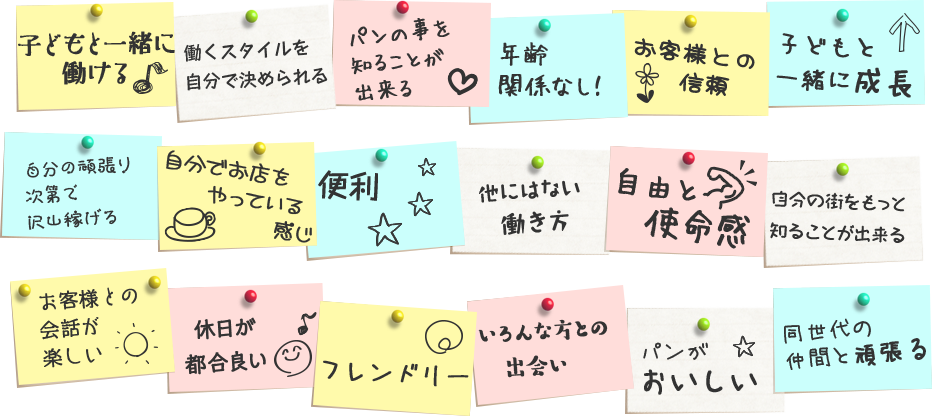 子どもと一緒に
働ける
働くスタイルを
自分で決められる
パンの事を
知ることが
出来る
年齢
関係なし!
お客様との
信頼
子どもと
一緒に成長
自分の頑張り
次第で
沢山稼げる
自分でお店を
やっている
感じ
便利
他にはない
働き方
自由と
使命感
自分の街をもっと
知ることが出来る
お客様との
会話が
楽しい
休日が
都合良い
フレンドリー
いろんな方との
出会い
パンが
おいしい
同世代の
仲間と頑張る